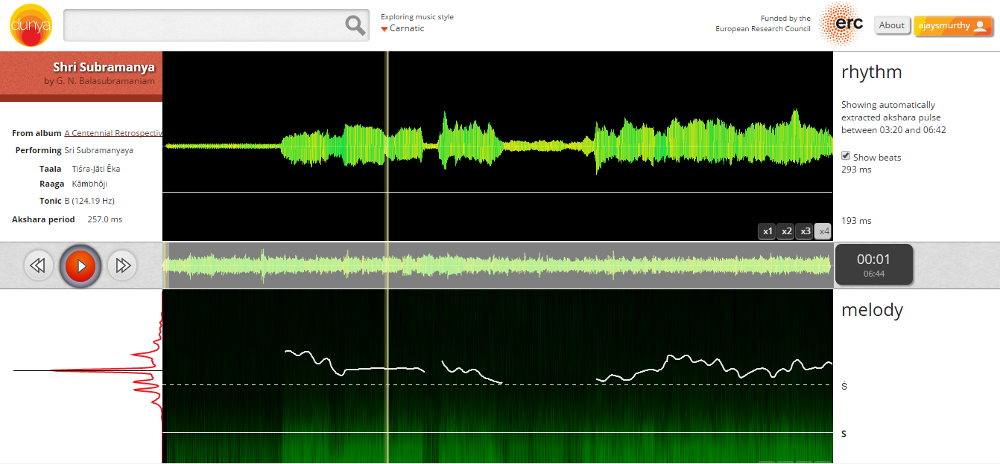 dunya
Exploring music style
Carnatic
Funded by the
European Research Council
erc
About
ajaysmurthy
Shri Subramanya
by G. N. Balasubramaniam
From album A Centennial Retrospectiv
Performing Sri Subramanyaya
Taala Tiśra-Jāti Ēka
Raaga Kāṁbhōji
Tonic B (124.19 Hz)
Akshara period 257.0 ms
rhythm
Showing automatically
extracted akshara pulse
between 03:20 and 06:42
Show beats
293 ms
193 ms
x1 x2 x3 x4
00:01
06:44
melody
Ṡ
S